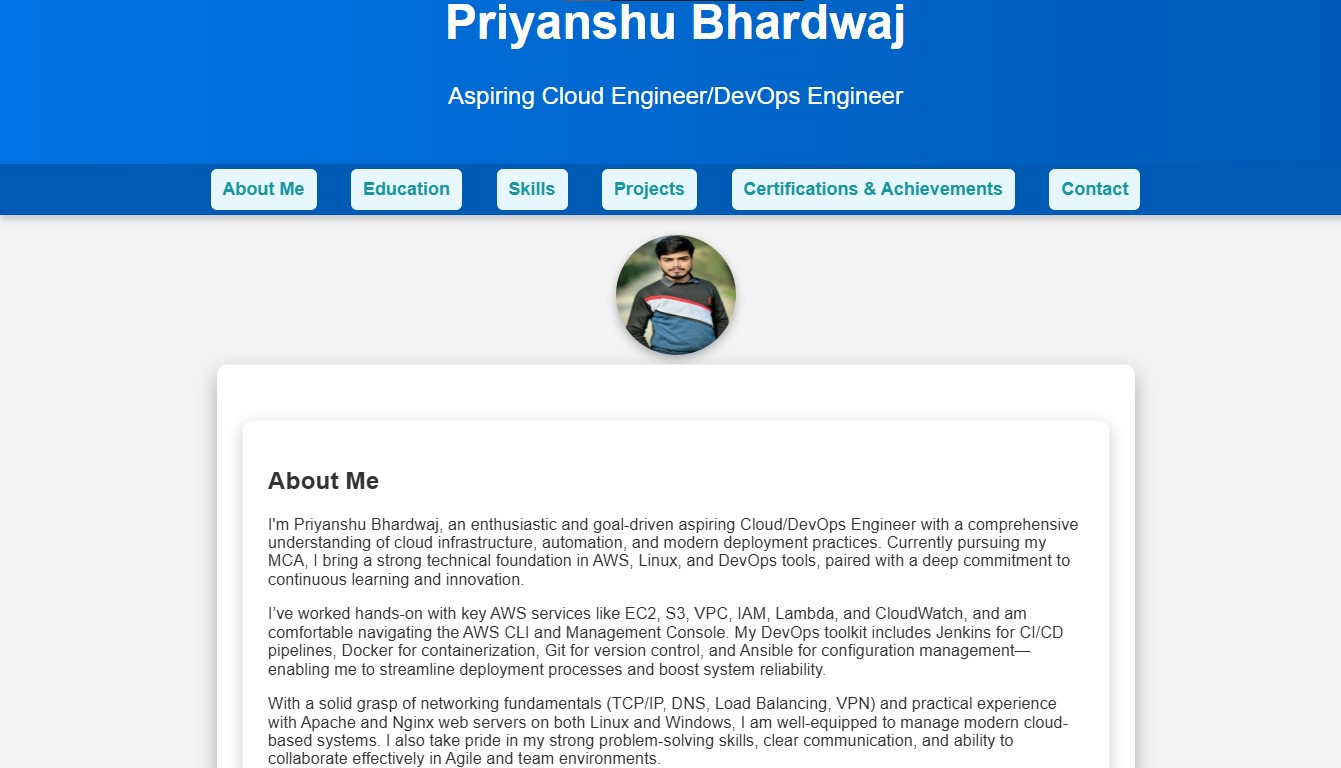 Priyanshu Bhardwaj
Aspiring Cloud Engineer/DevOps Engineer
About Me Education Skills Projects Certifications & Achievements Contact
About Me
I'm Priyanshu Bhardwaj, an enthusiastic and goal-driven aspiring Cloud/DevOps Engineer with a comprehensive
understanding of cloud infrastructure, automation, and modern deployment practices. Currently pursuing my
MCA, I bring a strong technical foundation in AWS, Linux, and DevOps tools, paired with a deep commitment to
continuous learning and innovation.
I’ve worked hands-on with key AWS services like EC2, S3, VPC, IAM, Lambda, and CloudWatch, and am
comfortable navigating the AWS CLI and Management Console. My DevOps toolkit includes Jenkins for CI/CD
pipelines, Docker for containerization, Git for version control, and Ansible for configuration management—
enabling me to streamline deployment processes and boost system reliability.
With a solid grasp of networking fundamentals (TCP/IP, DNS, Load Balancing, VPN) and practical experience
with Apache and Nginx web servers on both Linux and Windows, I am well-equipped to manage modern cloud-
based systems. I also take pride in my strong problem-solving skills, clear communication, and ability to
collaborate effectively in Agile and team environments.